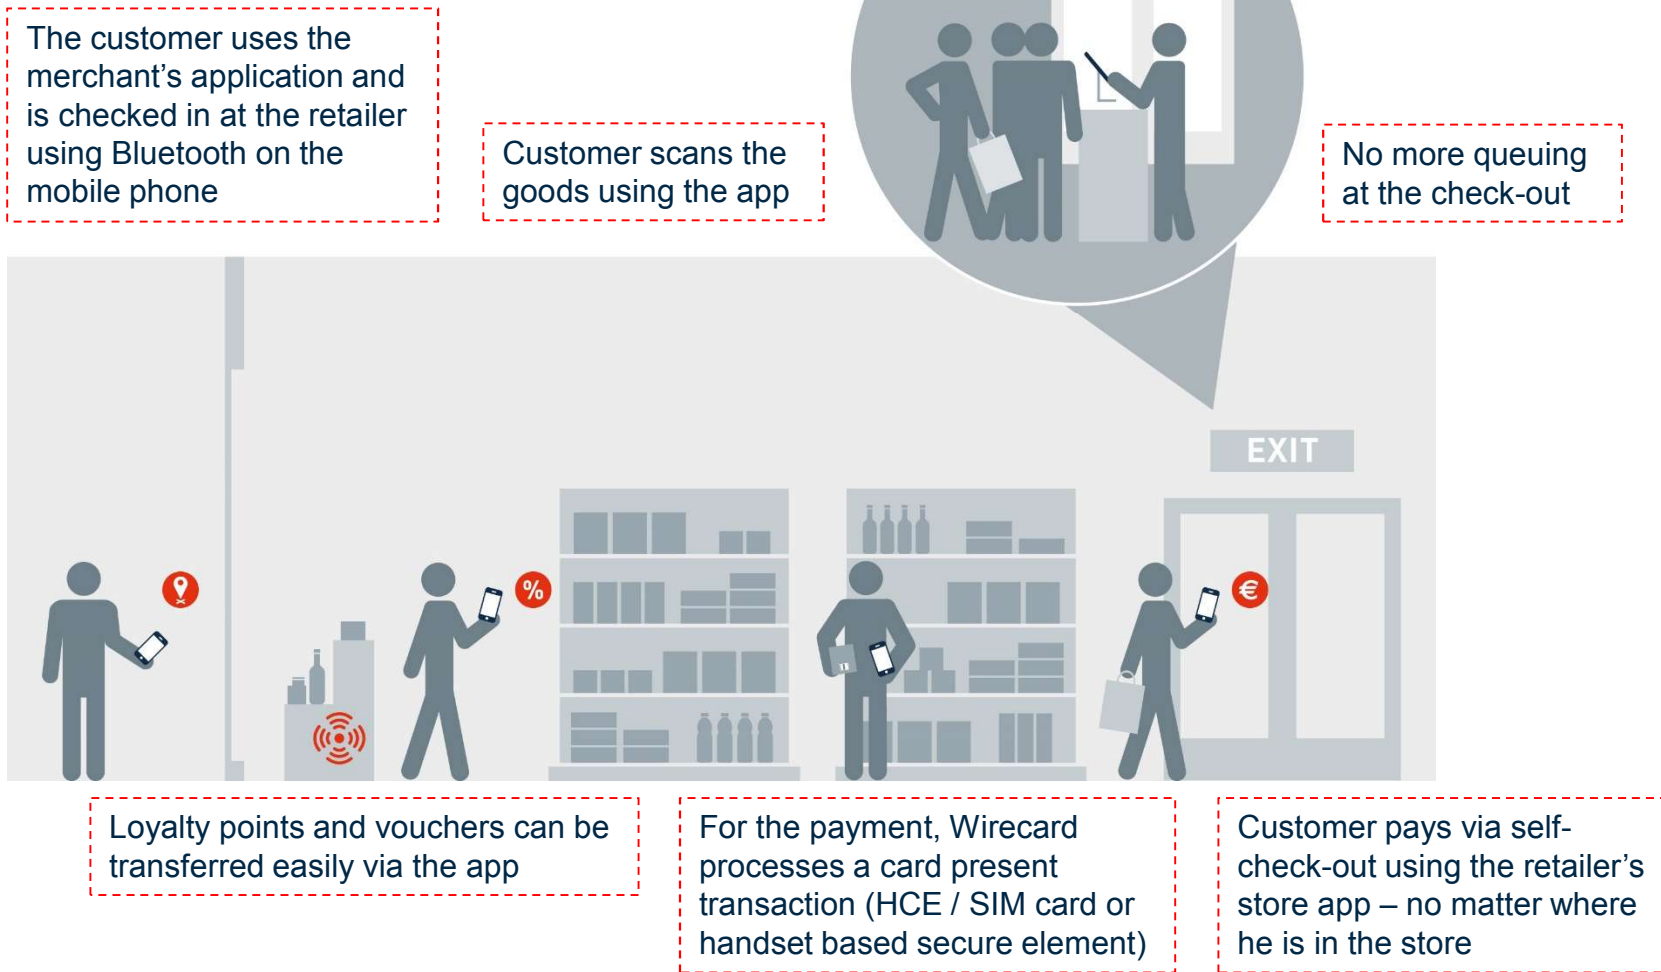 The customer uses the
merchant’s application and
is checked in at the retailer
using Bluetooth on the
mobile phone
Customer scans the
goods using the app
No more queuing
at the check-out
EXIT
%
€
Loyalty points and vouchers can be
transferred easily via the app
For the payment, Wirecard
processes a card present
transaction (HCE / SIM card or
handset based secure element)
Customer pays via self-
check-out using the retailer’s
store app – no matter where
he is in the store